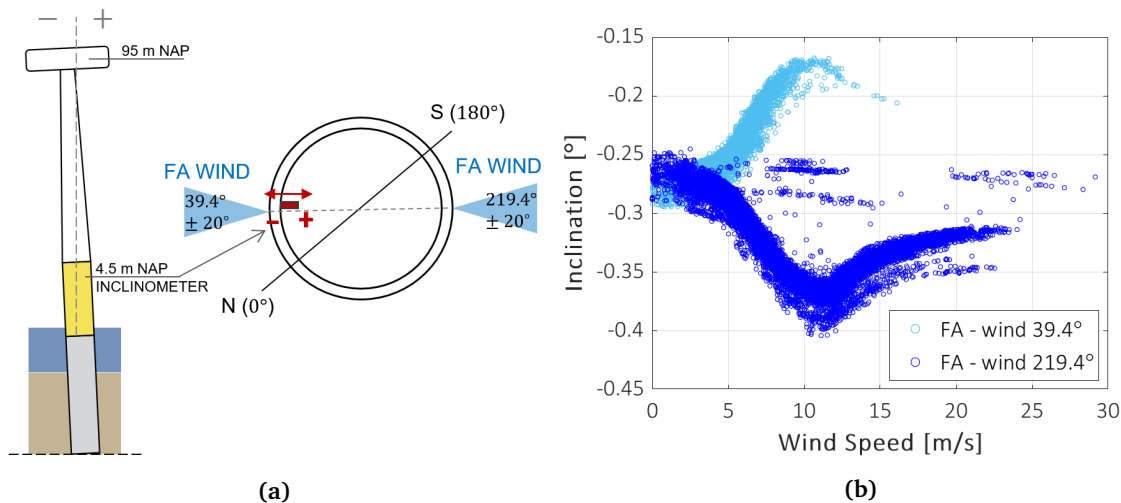 − +
95 m NAP
S (180°)
FA WIND
39.4°
± 20°
FA WIND
219.4°
± 20°
− +
4.5 m NAP
INCLINOMETER
N (0°)
(a)
-0.15
-0.2
-0.25
-0.3
-0.35
-0.4
-0.45
Inclination [°]
FA - wind 39.4°
FA - wind 219.4°
0 5 10 15 20 25 30
Wind Speed [m/s]
(b)